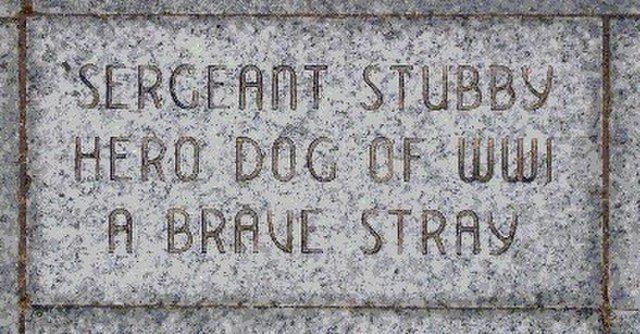 SERGEANT STUBBY
HERO DOG OF WWI
A BRAVE STRAY